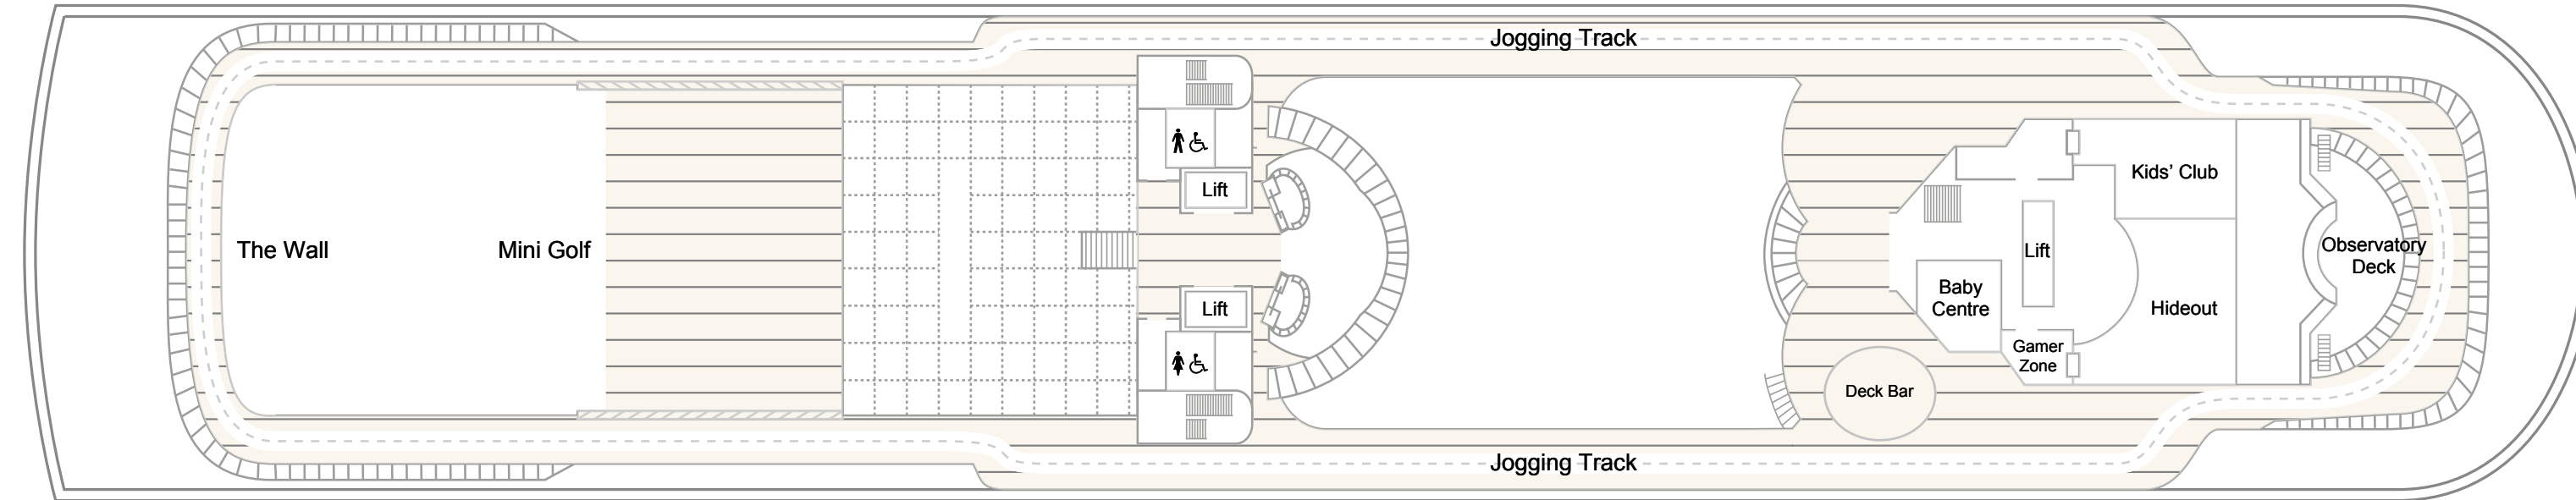 Jogging Track
The Wall
Mini Golf
Lift
Lift
Kids’ Club
Lift
Baby
Centre
Hideout
Gamer
Zone
Observatory
Deck
Deck Bar
Jogging Track